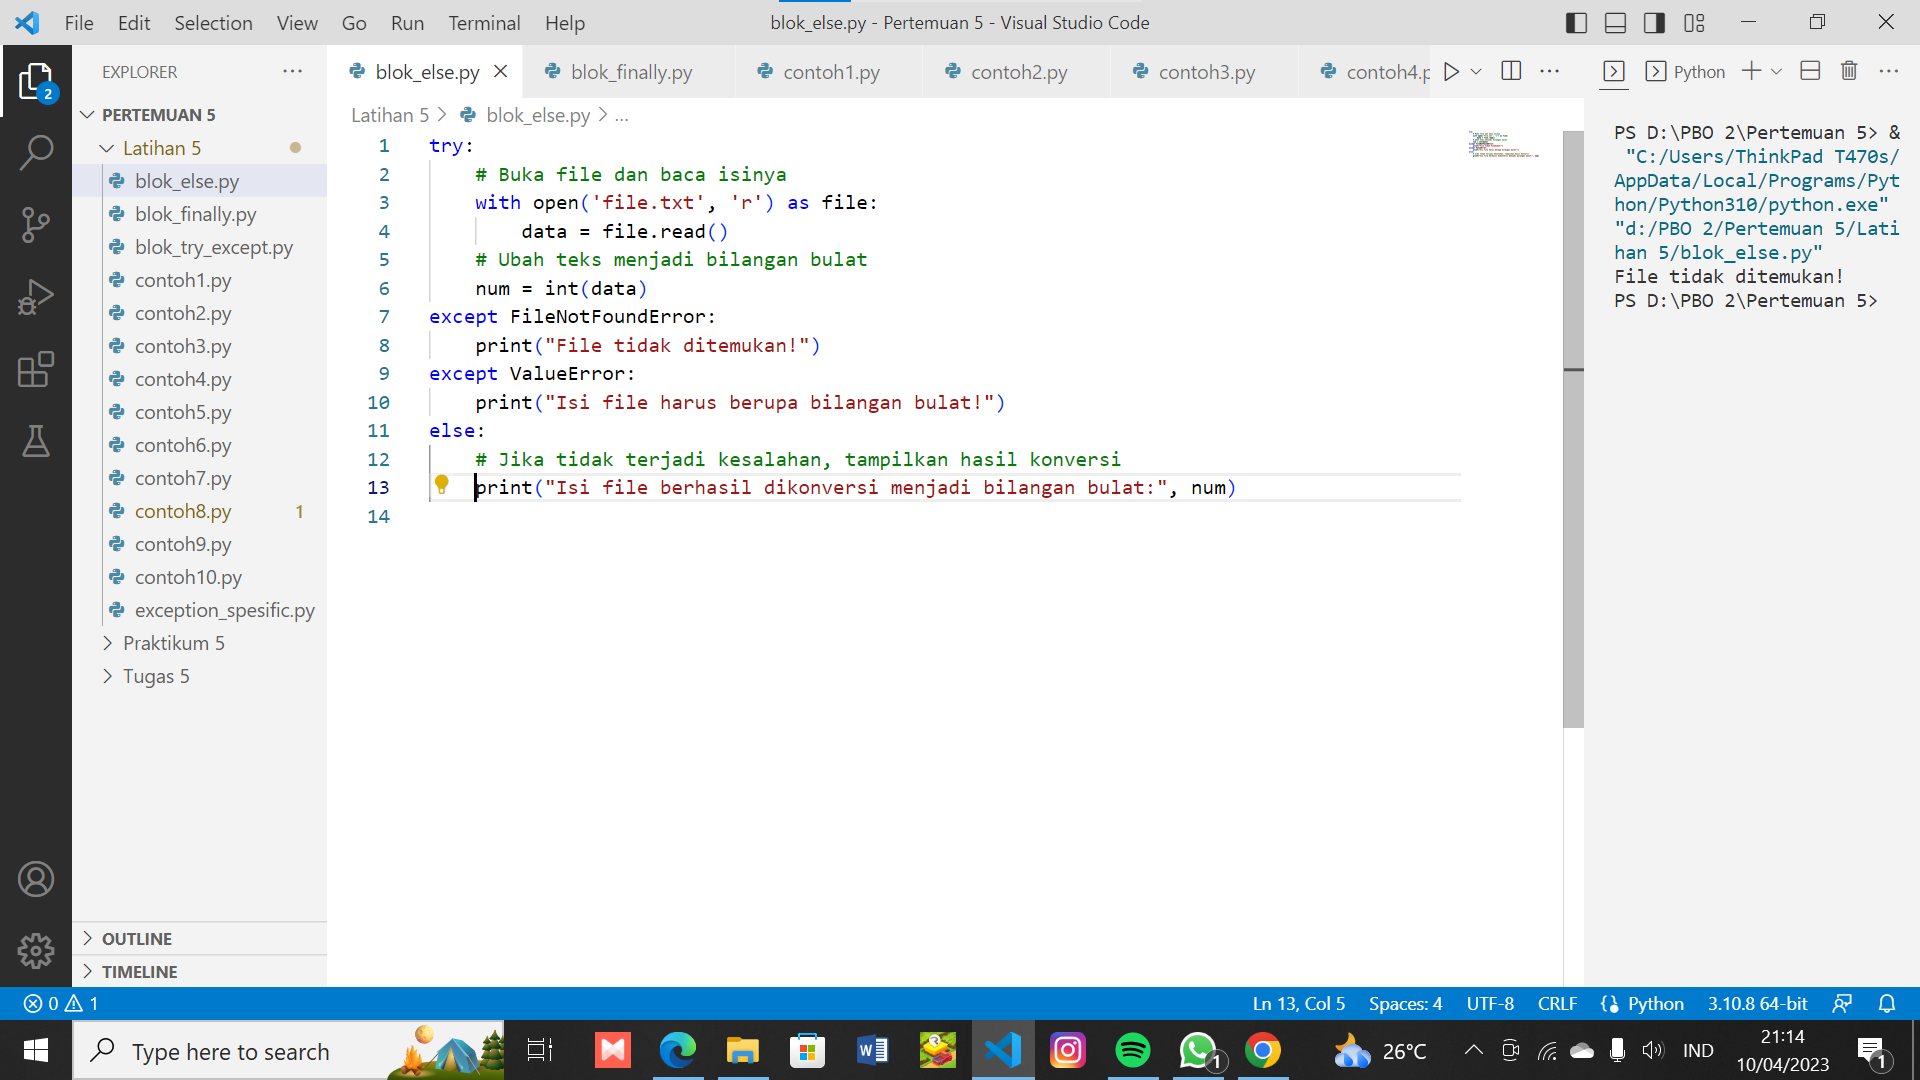 File Edit Selection View Go Run Terminal Help
blok_else.py - Pertemuan 5 - Visual Studio Code
EXPLORER
2
PERTEMUAN 5
Latihan 5
blok_else.py
blok_finally.py
blok_try_except.py
contoh1.py
contoh2.py
contoh3.py
contoh4.py
contoh5.py
contoh6.py
contoh7.py
contoh8.py 1
contoh9.py
contoh10.py
exception_spesific.py
Praktikum 5
Tugas 5
OUTLINE
TIMELINE
blok_else.py blok_finally.py contoh1.py contoh2.py contoh3.py contoh4.p
Latihan 5 > blok_else.py > ...
1 try:
2 # Buka file dan baca isinya
3 with open('file.txt', 'r') as file:
4 data = file.read()
5 # Ubah teks menjadi bilangan bulat
6 num = int(data)
7 except FileNotFoundError:
8 print("File tidak ditemukan!")
9 except ValueError:
10 print("Isi file harus berupa bilangan bulat!")
11 else:
12 # Jika tidak terjadi kesalahan, tampilkan hasil konversi
13 print("Isi file berhasil dikonversi menjadi bilangan bulat:", num)
14
Python
PS D:\PBO 2\Pertemuan 5> &
"C:/Users/ThinkPad T470s/
AppData/Local/Programs/Pyt
hon/Python310/python.exe"
"d:/PBO 2/Pertemuan 5/Lati
han 5/blok_else.py"
File tidak ditemukan!
PS D:\PBO 2\Pertemuan 5>
0 1
Ln 13, Col 5 Spaces: 4 UTF-8 CRLF Python 3.10.8 64-bit
Type here to search
1
26°C
IND
21:14
10/04/2023
1